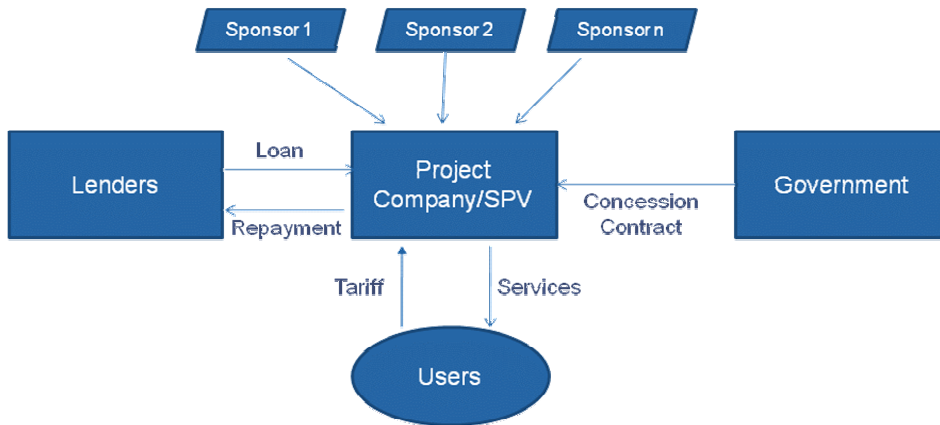 Sponsor 1
Sponsor 2
Sponsor n
Lenders
Loan
Repayment
Project
Company/SPV
Concession
Contract
Government
Tariff
Services
Users